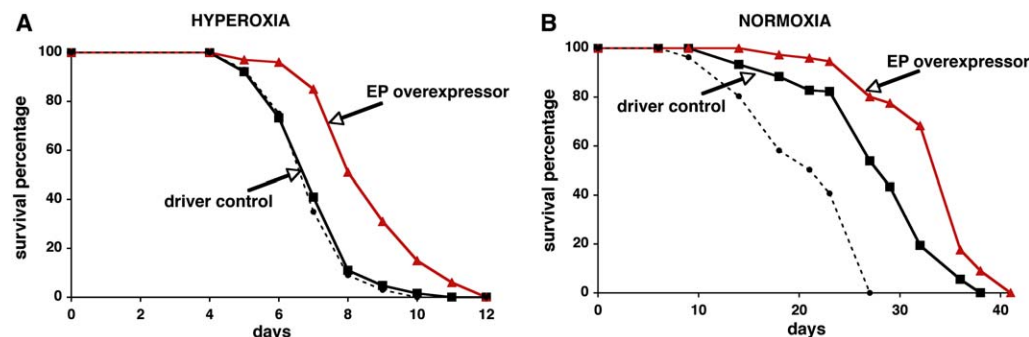 A
HYPEROXIA
survival percentage
100
80
60
40
20
0
EP overexpressor
driver control
0 2 4 6 8 10 12
days
B
NORMOXIA
survival percentage
100
80
60
40
20
0
EP overexpressor
driver control
0 10 20 30 40
days